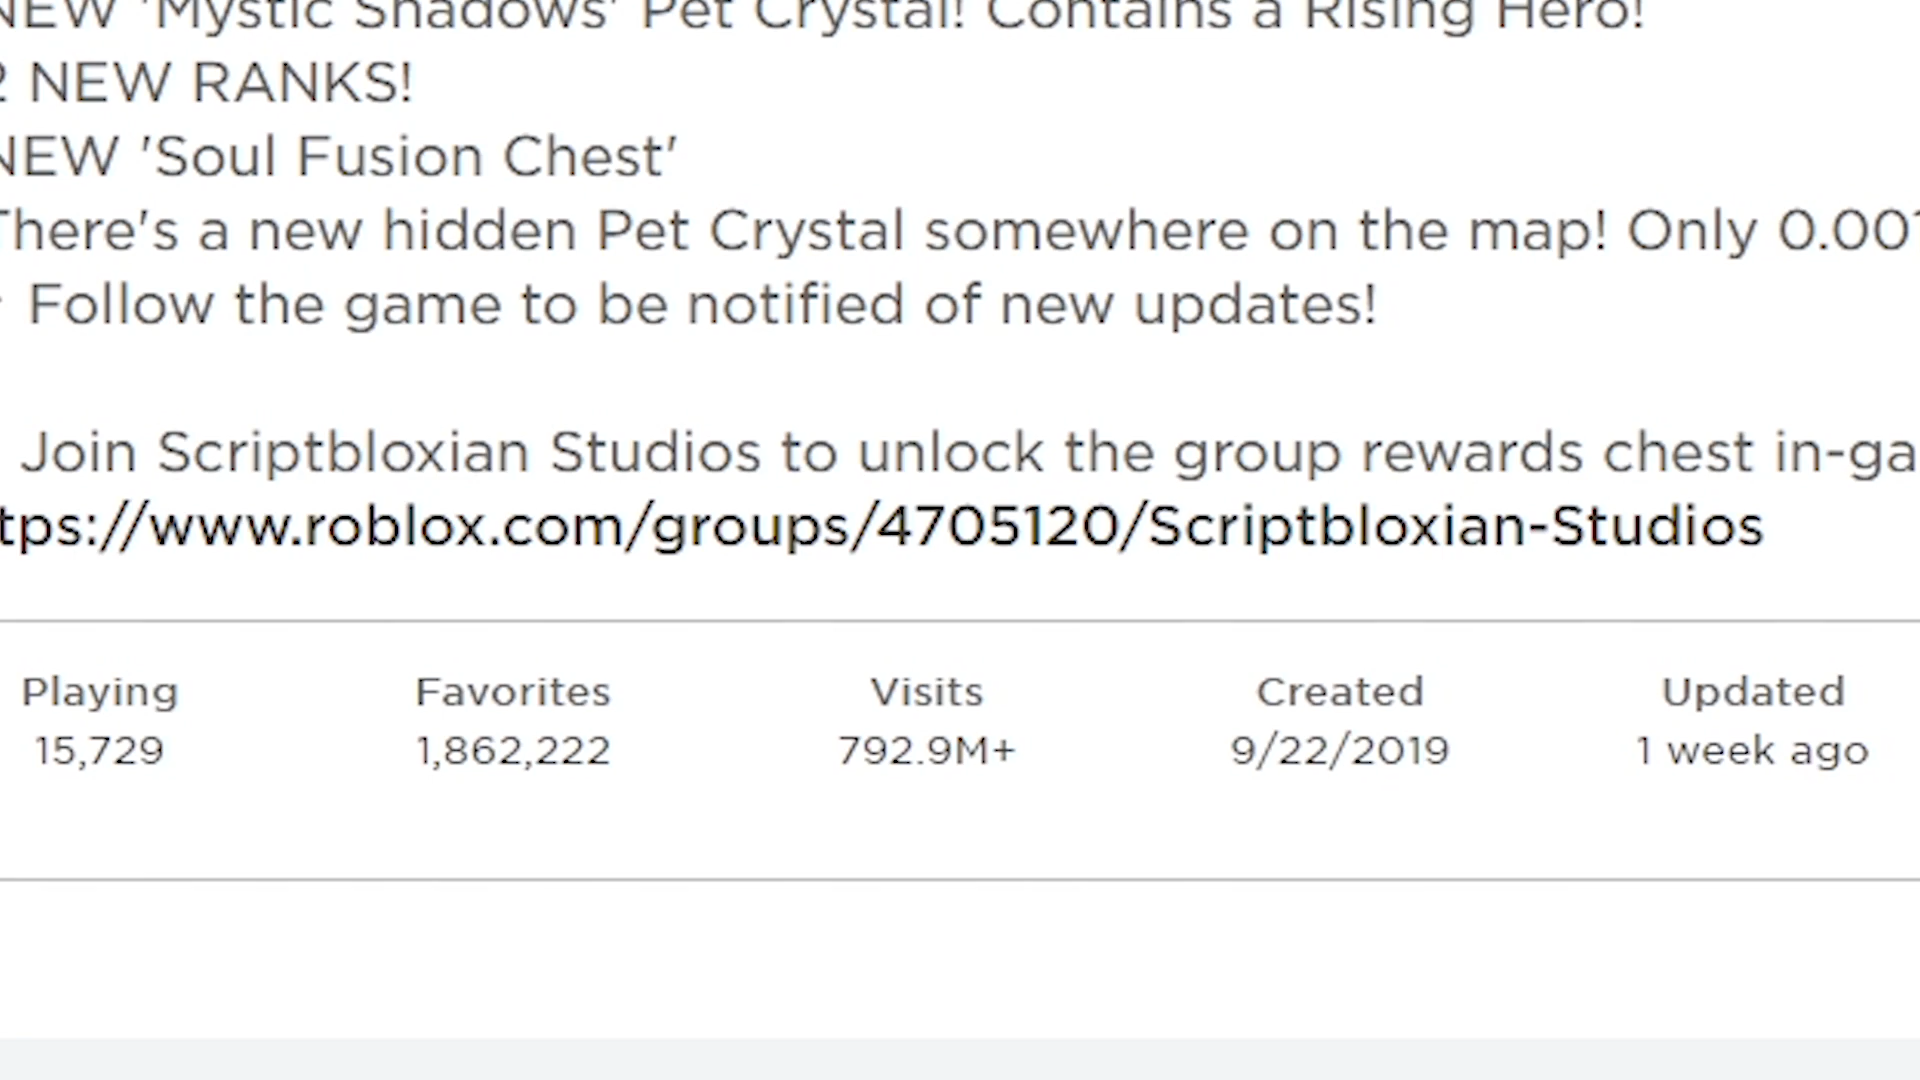 NEW 'Mystic Shadows' Pet Crystal! Contains a Rising Hero!
2 NEW RANKS!
NEW 'Soul Fusion Chest'
There's a new hidden Pet Crystal somewhere on the map! Only 0.001
Follow the game to be notified of new updates!
Join Scriptbloxian Studios to unlock the group rewards chest in-ga
tps://www.roblox.com/groups/4705120/Scriptbloxian-Studios
Playing Favorites Visits Created Updated
15,729 1,862,222 792.9M+ 9/22/2019 1 week ago